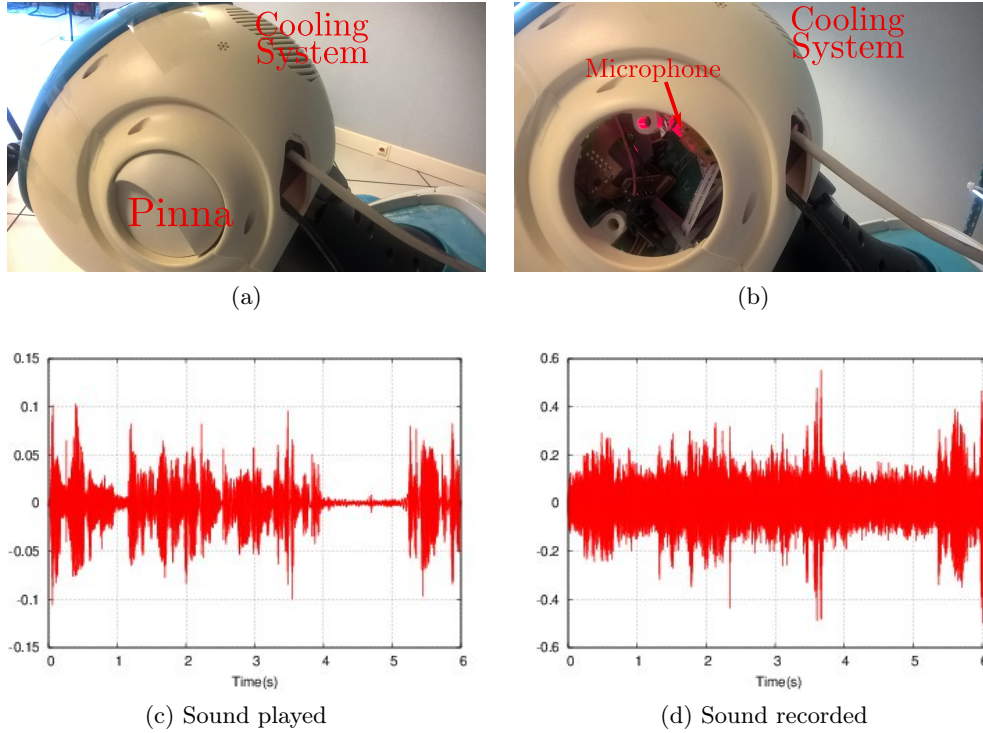 Cooling
System
Pinna
(a)
Cooling
System
Microphone
(b)
0.15
0.1
0.05
0
-0.05
-0.1
-0.15
0 1 2 3 4 5 6
Time(s)
(c) Sound played
0.6
0.4
0.2
0
-0.2
-0.4
-0.6
0 1 2 3 4 5 6
Time(s)
(d) Sound recorded